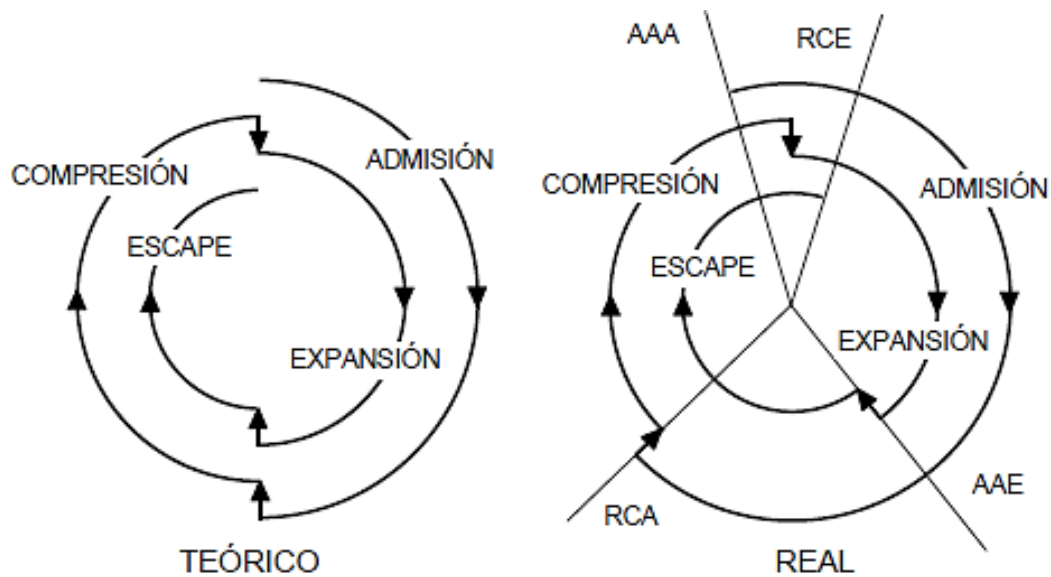 AAA
RCE
COMPRESIÓN
ADMISIÓN
ESCAPE
EXPANSIÓN
TEÓRICO
COMPRESIÓN
ADMISIÓN
ESCAPE
EXPANSIÓN
RCA
AAE
REAL